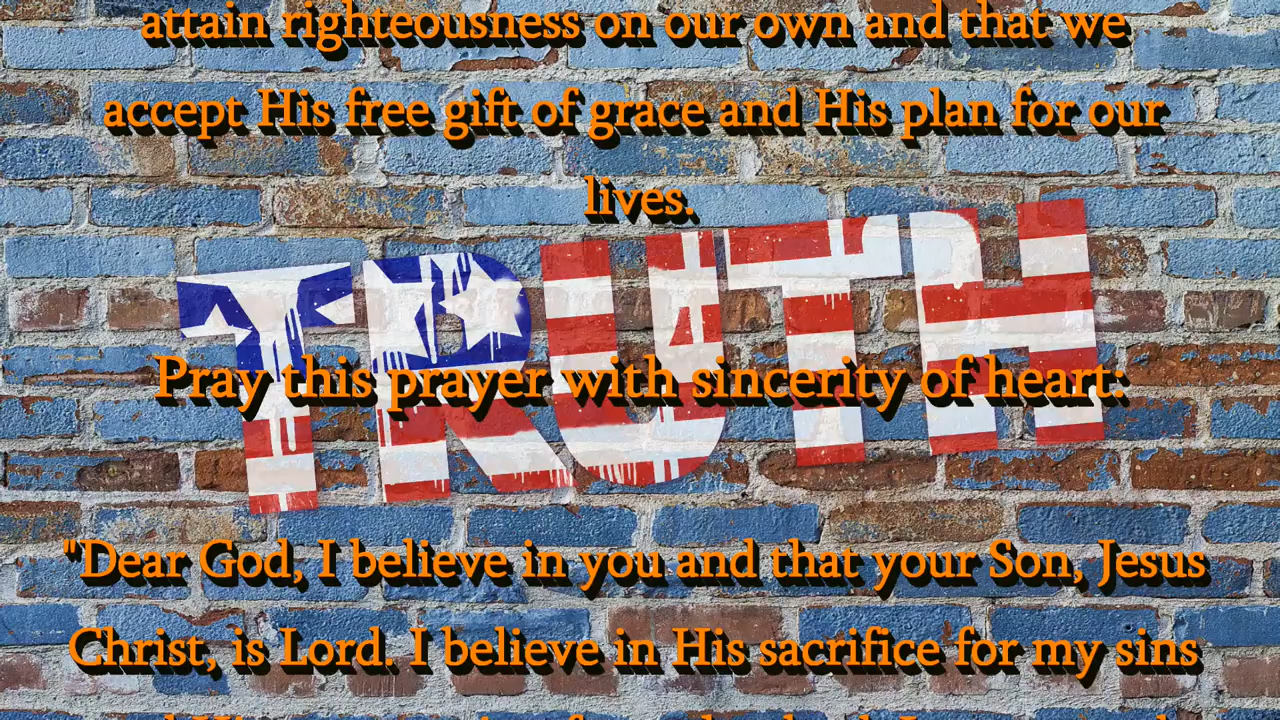 attain righteousness on our own and that we
accept His free gift of grace and His plan for our
lives.
TRUTH
Pray this prayer with sincerity of heart:
"Dear God, I believe in you and that your Son, Jesus
Christ, is Lord. I believe in His sacrifice for my sins